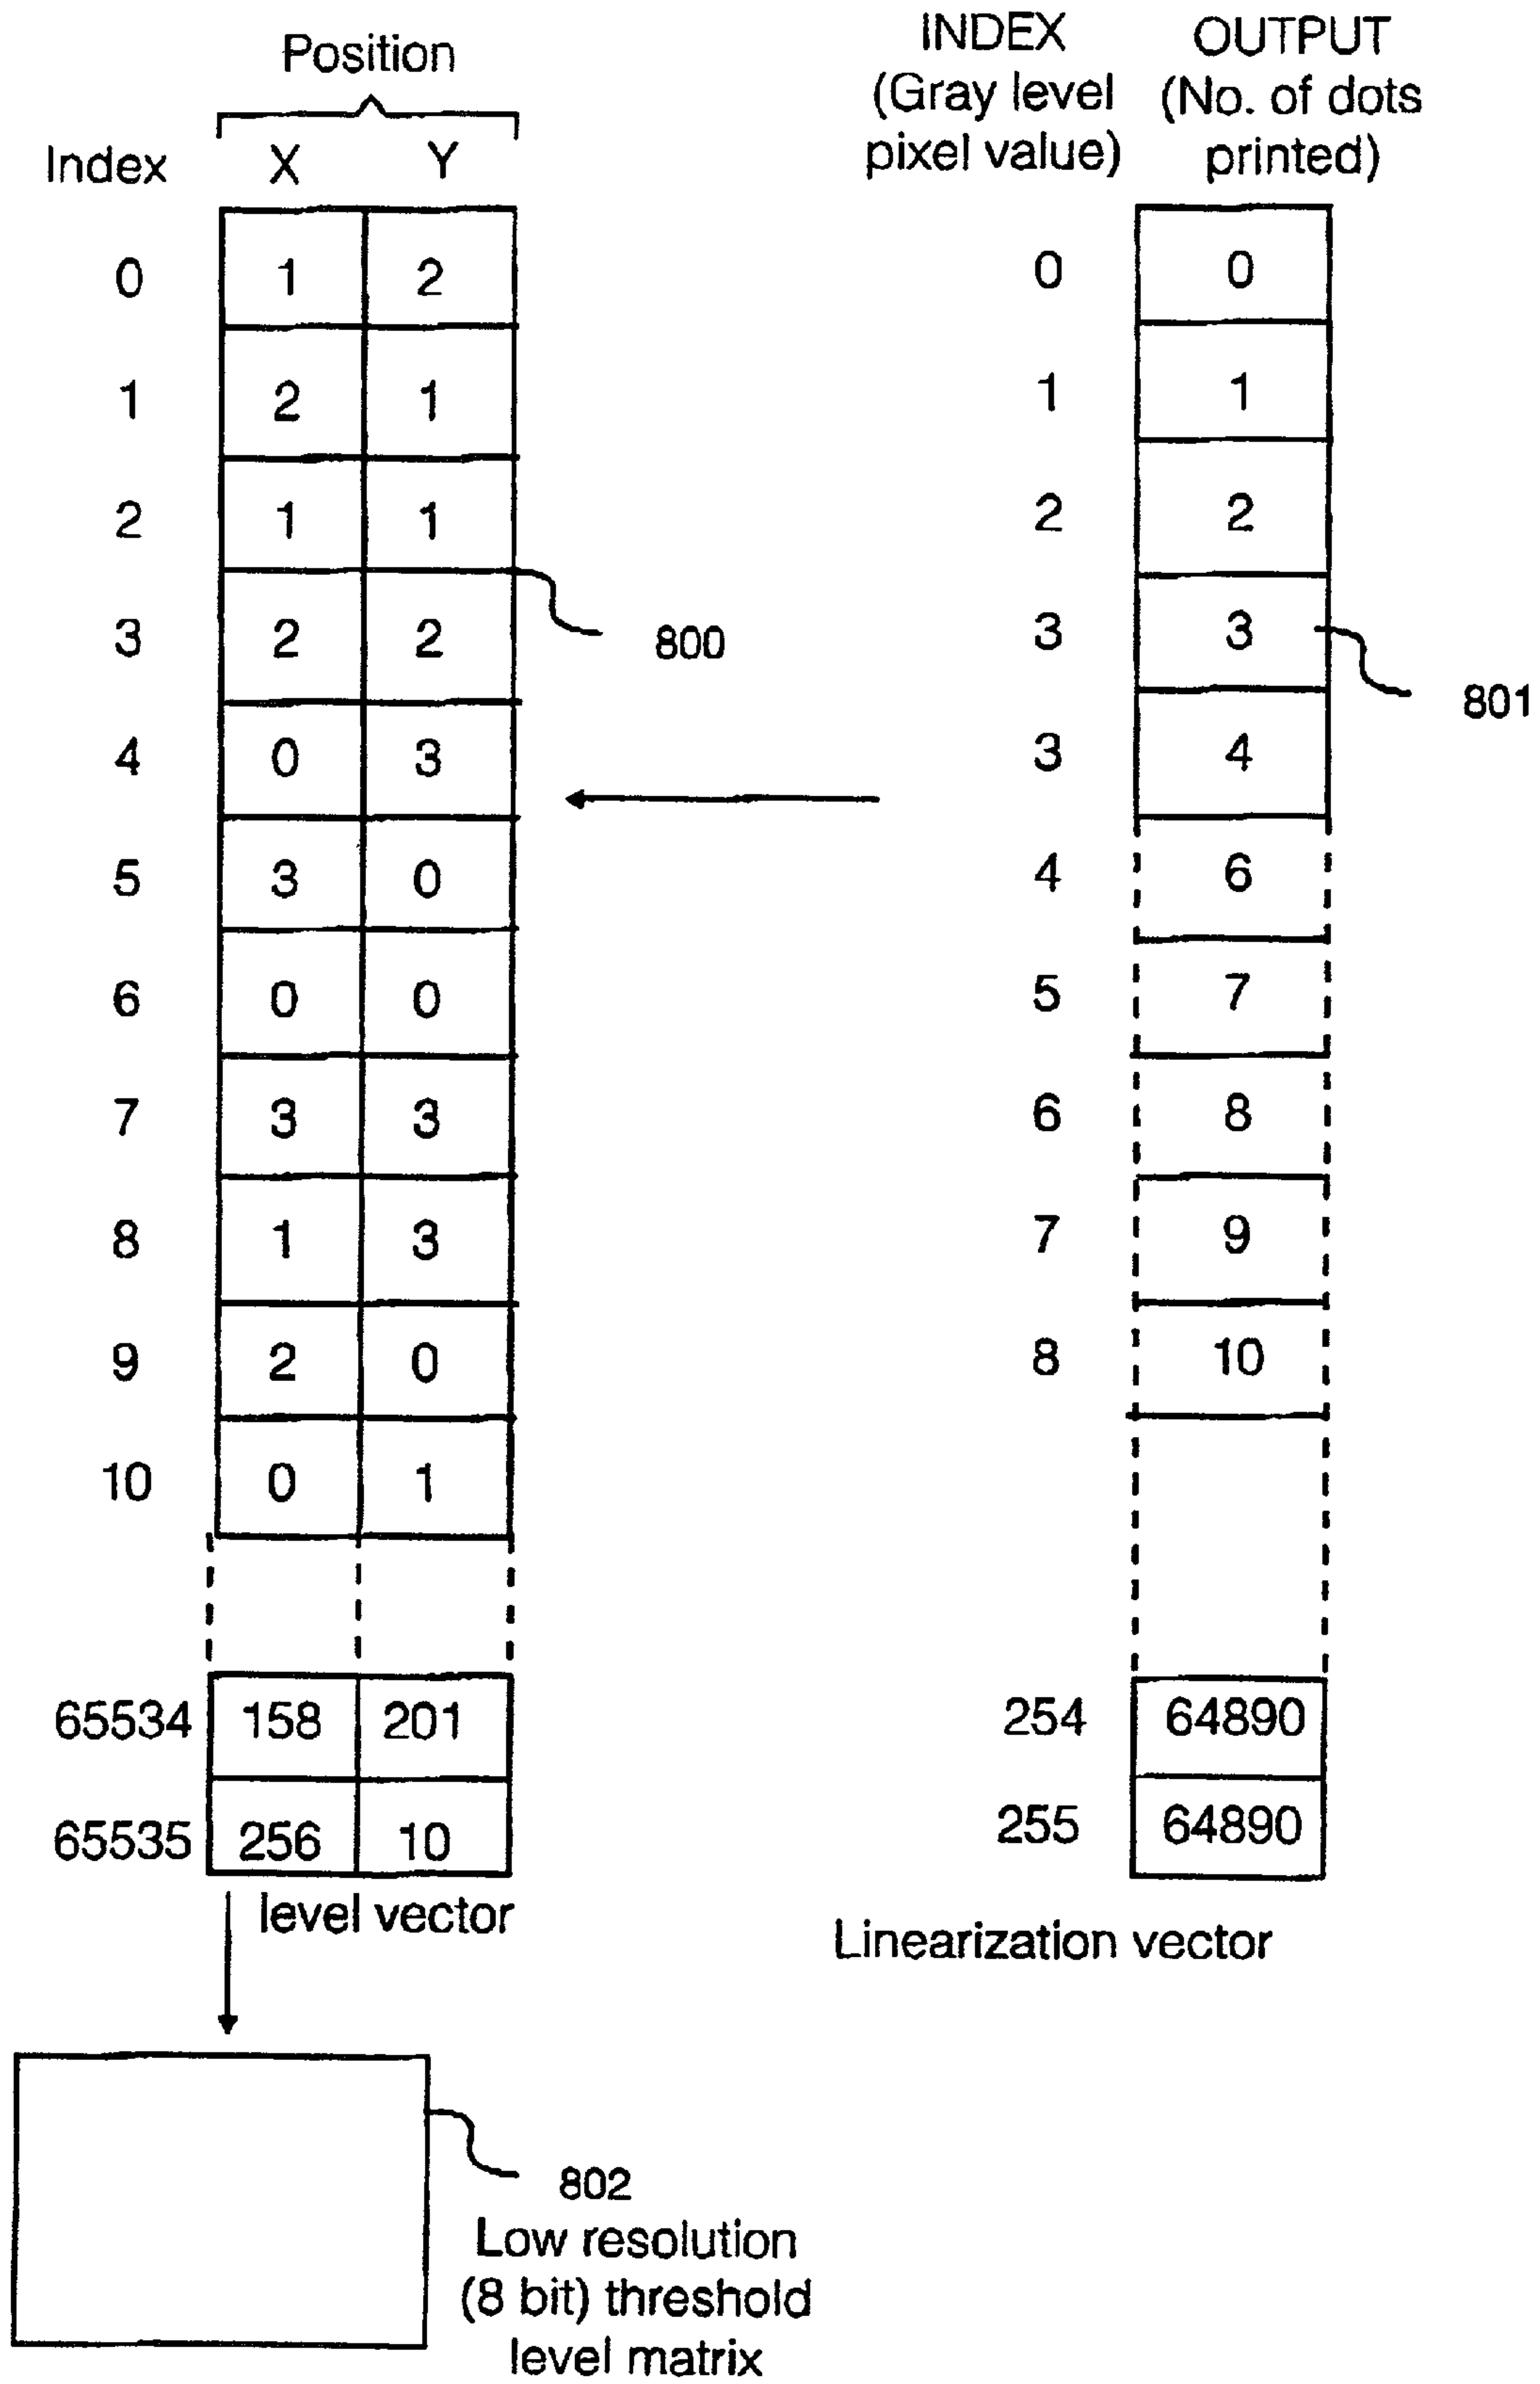 Position
Index X Y
0 1 2
1 2 1
2 1 1
3 2 2
4 0 3
5 3 0
6 0 0
7 3 3
8 1 3
9 2 0
10 0 1
65534 158 201
65535 256 10
level vector
800
INDEX
(Gray level
pixel value)
OUTPUT
(No. of dots
printed)
0 0
1 1
2 2
3 3
3 4
4 6
5 7
6 8
7 9
8 10
254 64890
255 64890
801
Linearization vector
802
Low resolution
(8 bit) threshold
level matrix